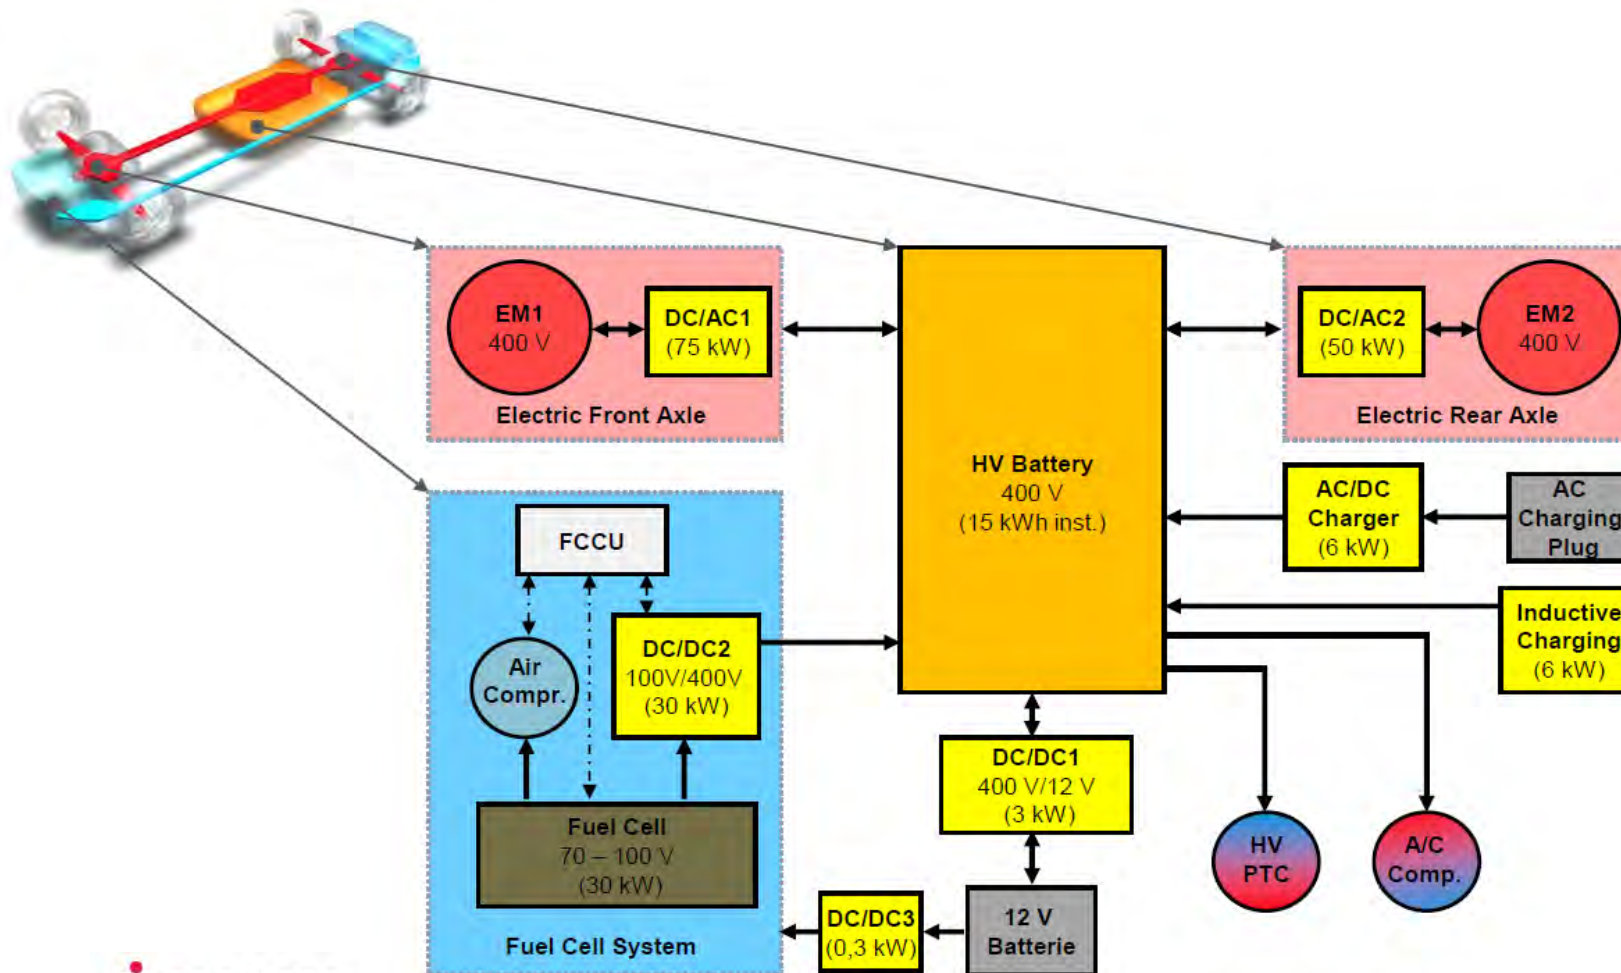 EM1
400 V
DC/AC1
(75 kW)
Electric Front Axle
HV Battery
400 V
(15 kWh inst.)
DC/AC2
(50 kW)
EM2
400 V
Electric Rear Axle
AC/DC
Charger
(6 kW)
AC
Charging
Plug
Inductive
Charging
(6 kW)
FCCU
Air
Compr.
DC/DC2
100V/400V
(30 kW)
Fuel Cell
70 – 100 V
(30 kW)
Fuel Cell System
DC/DC1
400 V/12 V
(3 kW)
DC/DC3
(0,3 kW)
12 V
Batterie
HV
PTC
A/C
Comp.